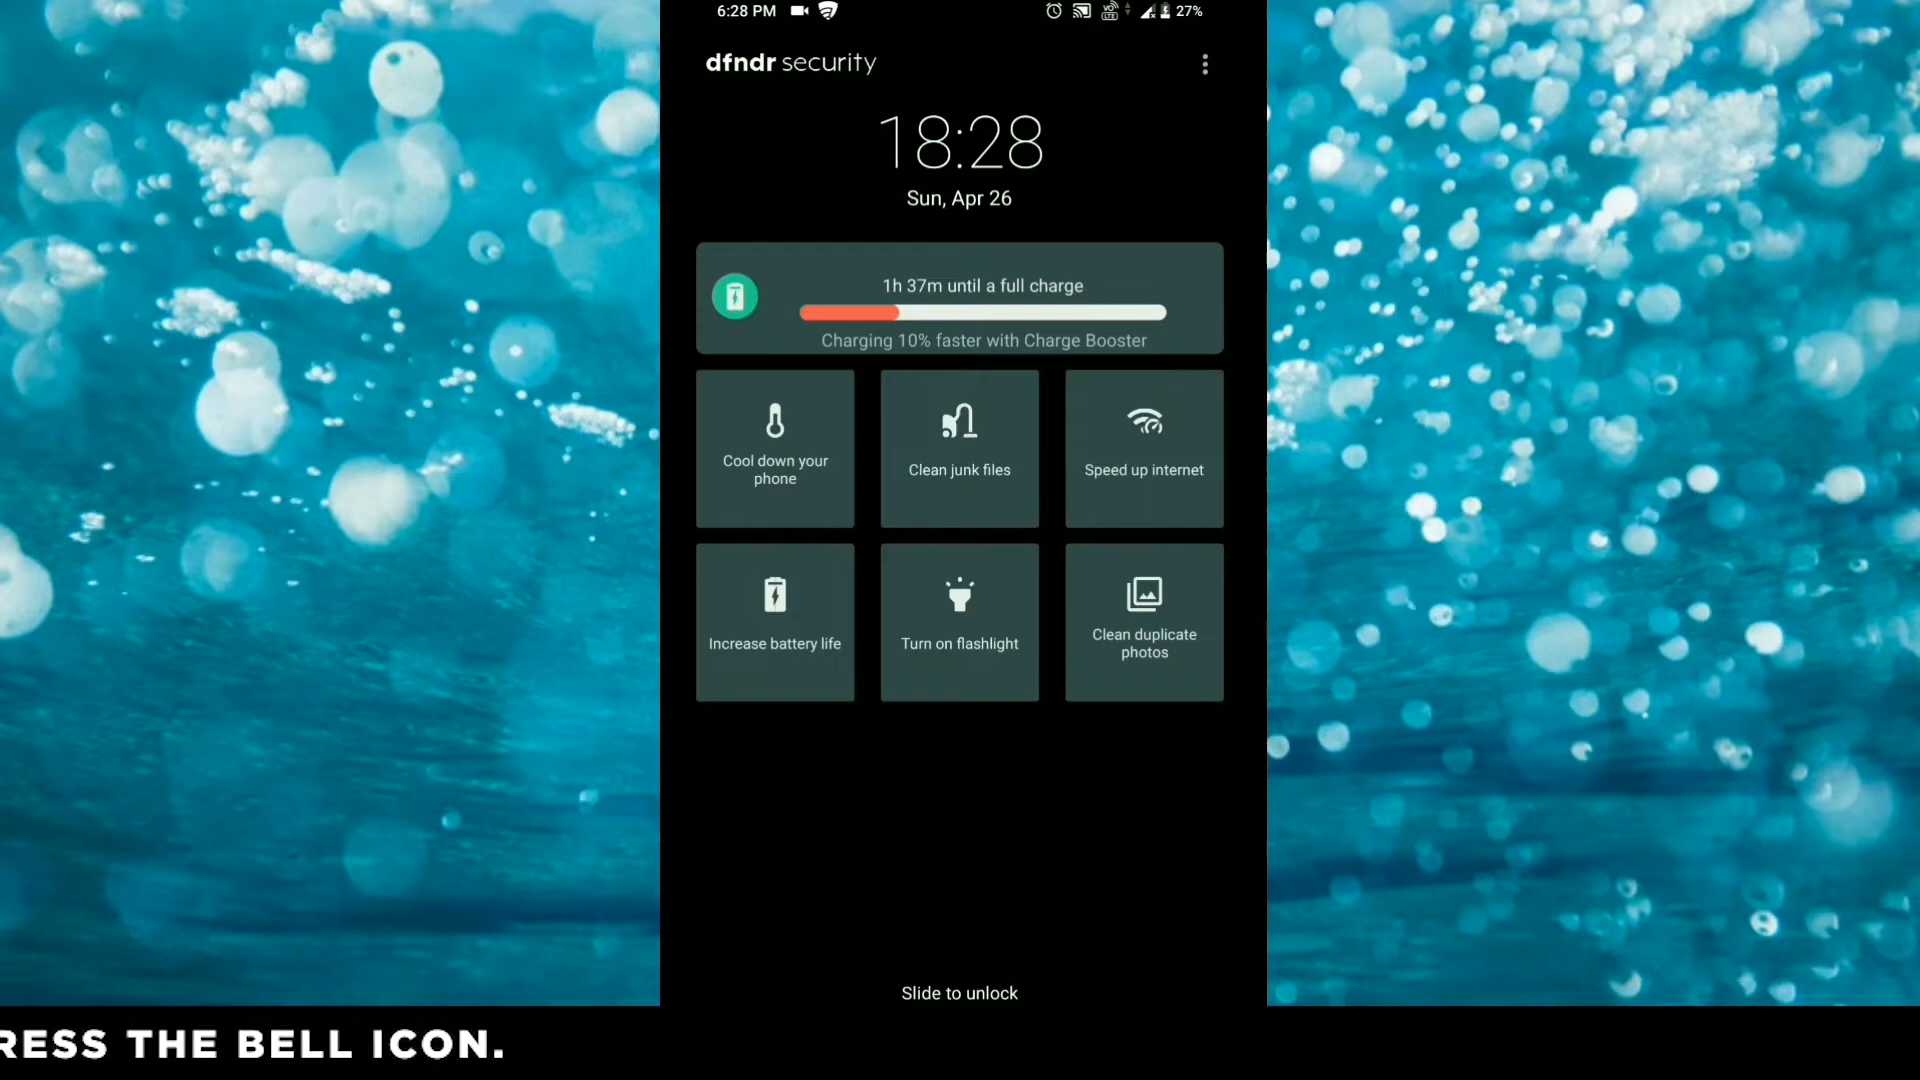 6:28 PM
VO LTE
27%
dfndr security
18:28
Sun, Apr 26
1h 37m until a full charge
Charging 10% faster with Charge Booster
Cool down your
phone
Clean junk files
Speed up internet
Increase battery life
Turn on flashlight
Clean duplicate
photos
Slide to unlock
RESS THE BELL ICON.